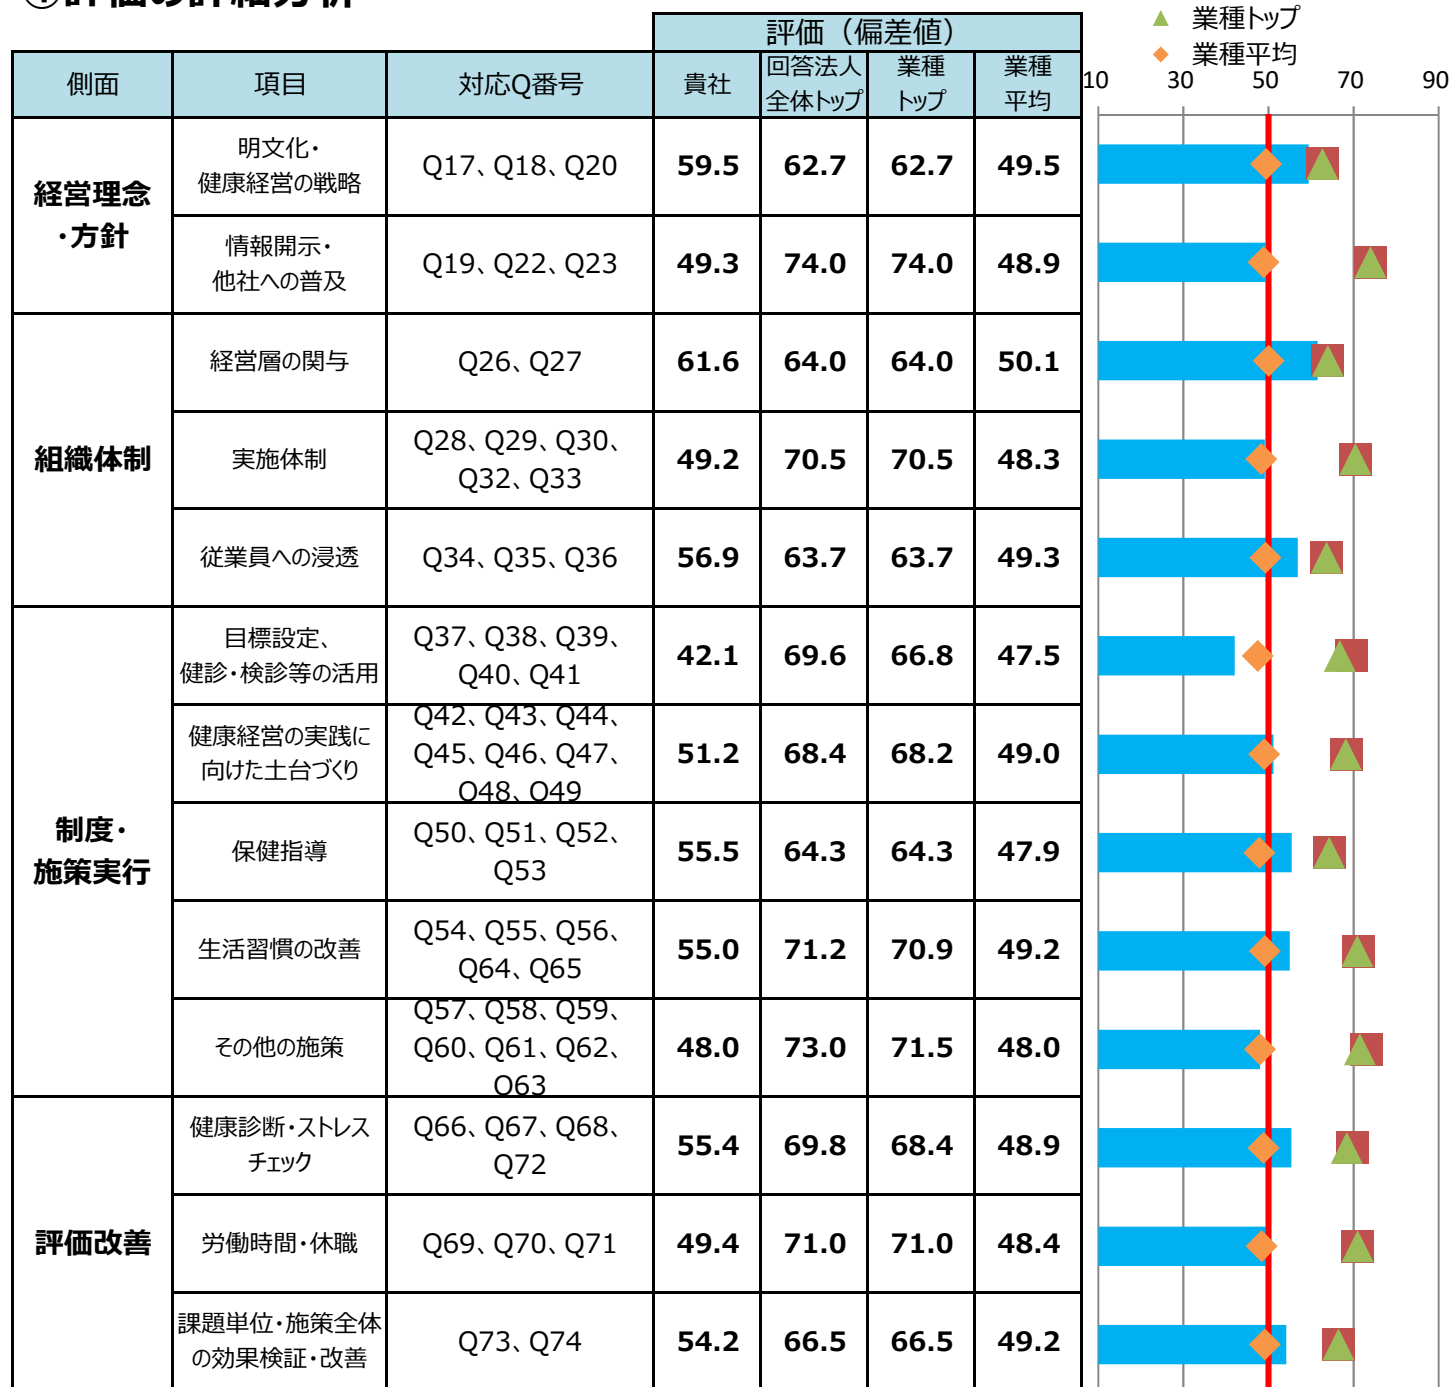 ①評価の詳細分析
評価（偏差値）
側面 項目 対応Q番号 貴社 回答法人全体トップ 業種トップ 業種平均
▲ 業種トップ
◆ 業種平均
10 30 50 70 90
経営理念・方針
明文化・健康経営の戦略 Q17、Q18、Q20 59.5 62.7 62.7 49.5
情報開示・他社への普及 Q19、Q22、Q23 49.3 74.0 74.0 48.9
組織体制
経営層の関与 Q26、Q27 61.6 64.0 64.0 50.1
実施体制 Q28、Q29、Q30、Q32、Q33 49.2 70.5 70.5 48.3
従業員への浸透 Q34、Q35、Q36 56.9 63.7 63.7 49.3
制度・施策実行
目標設定、健診・検診等の活用 Q37、Q38、Q39、Q40、Q41 42.1 69.6 66.8 47.5
健康経営の実践に向けた土台づくり Q42、Q43、Q44、Q45、Q46、Q47、Q48、Q49 51.2 68.4 68.2 49.0
保健指導 Q50、Q51、Q52、Q53 55.5 64.3 64.3 47.9
生活習慣の改善 Q54、Q55、Q56、Q64、Q65 55.0 71.2 70.9 49.2
その他の施策 Q57、Q58、Q59、Q60、Q61、Q62、Q63 48.0 73.0 71.5 48.0
評価改善
健康診断・ストレスチェック Q66、Q67、Q68、Q72 55.4 69.8 68.4 48.9
労働時間・休職 Q69、Q70、Q71 49.4 71.0 71.0 48.4
課題単位・施策全体の効果検証・改善 Q73、Q74 54.2 66.5 66.5 49.2